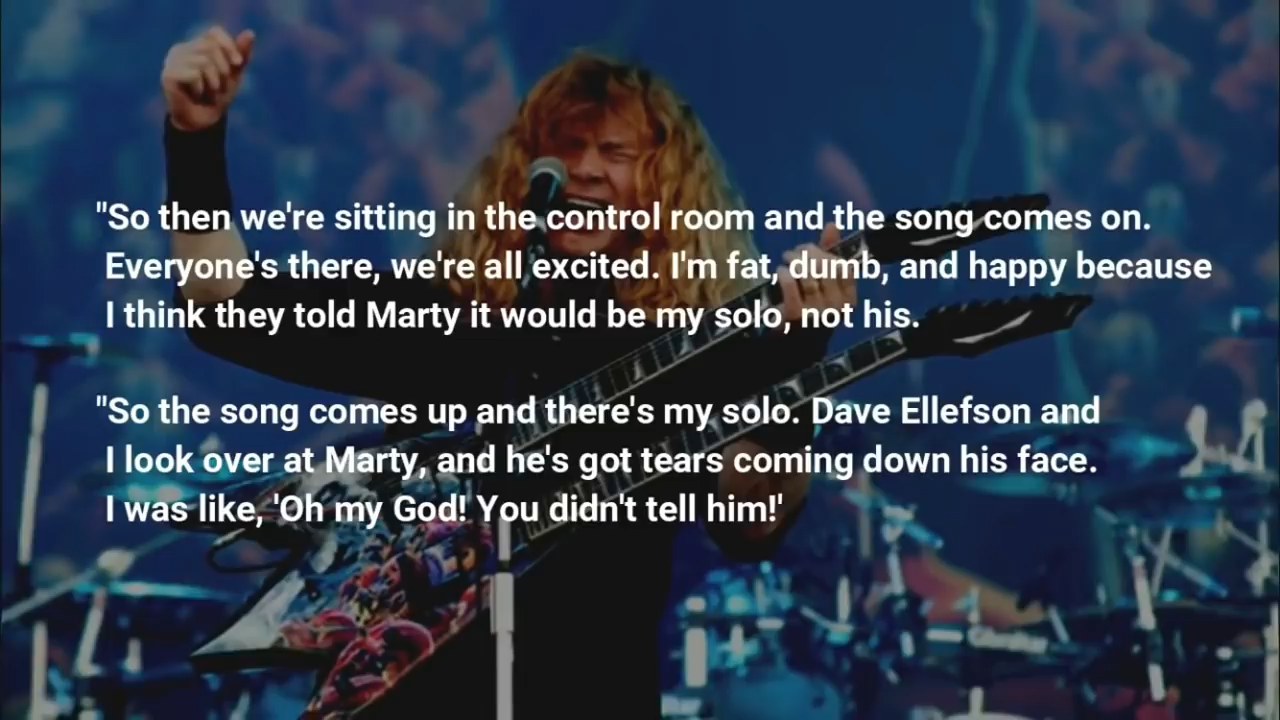 "So then we're sitting in the control room and the song comes on.
Everyone's there, we're all excited. I'm fat, dumb, and happy because
I think they told Marty it would be my solo, not his.
"So the song comes up and there's my solo. Dave Ellefson and
I look over at Marty, and he's got tears coming down his face.
I was like, 'Oh my God! You didn't tell him!'